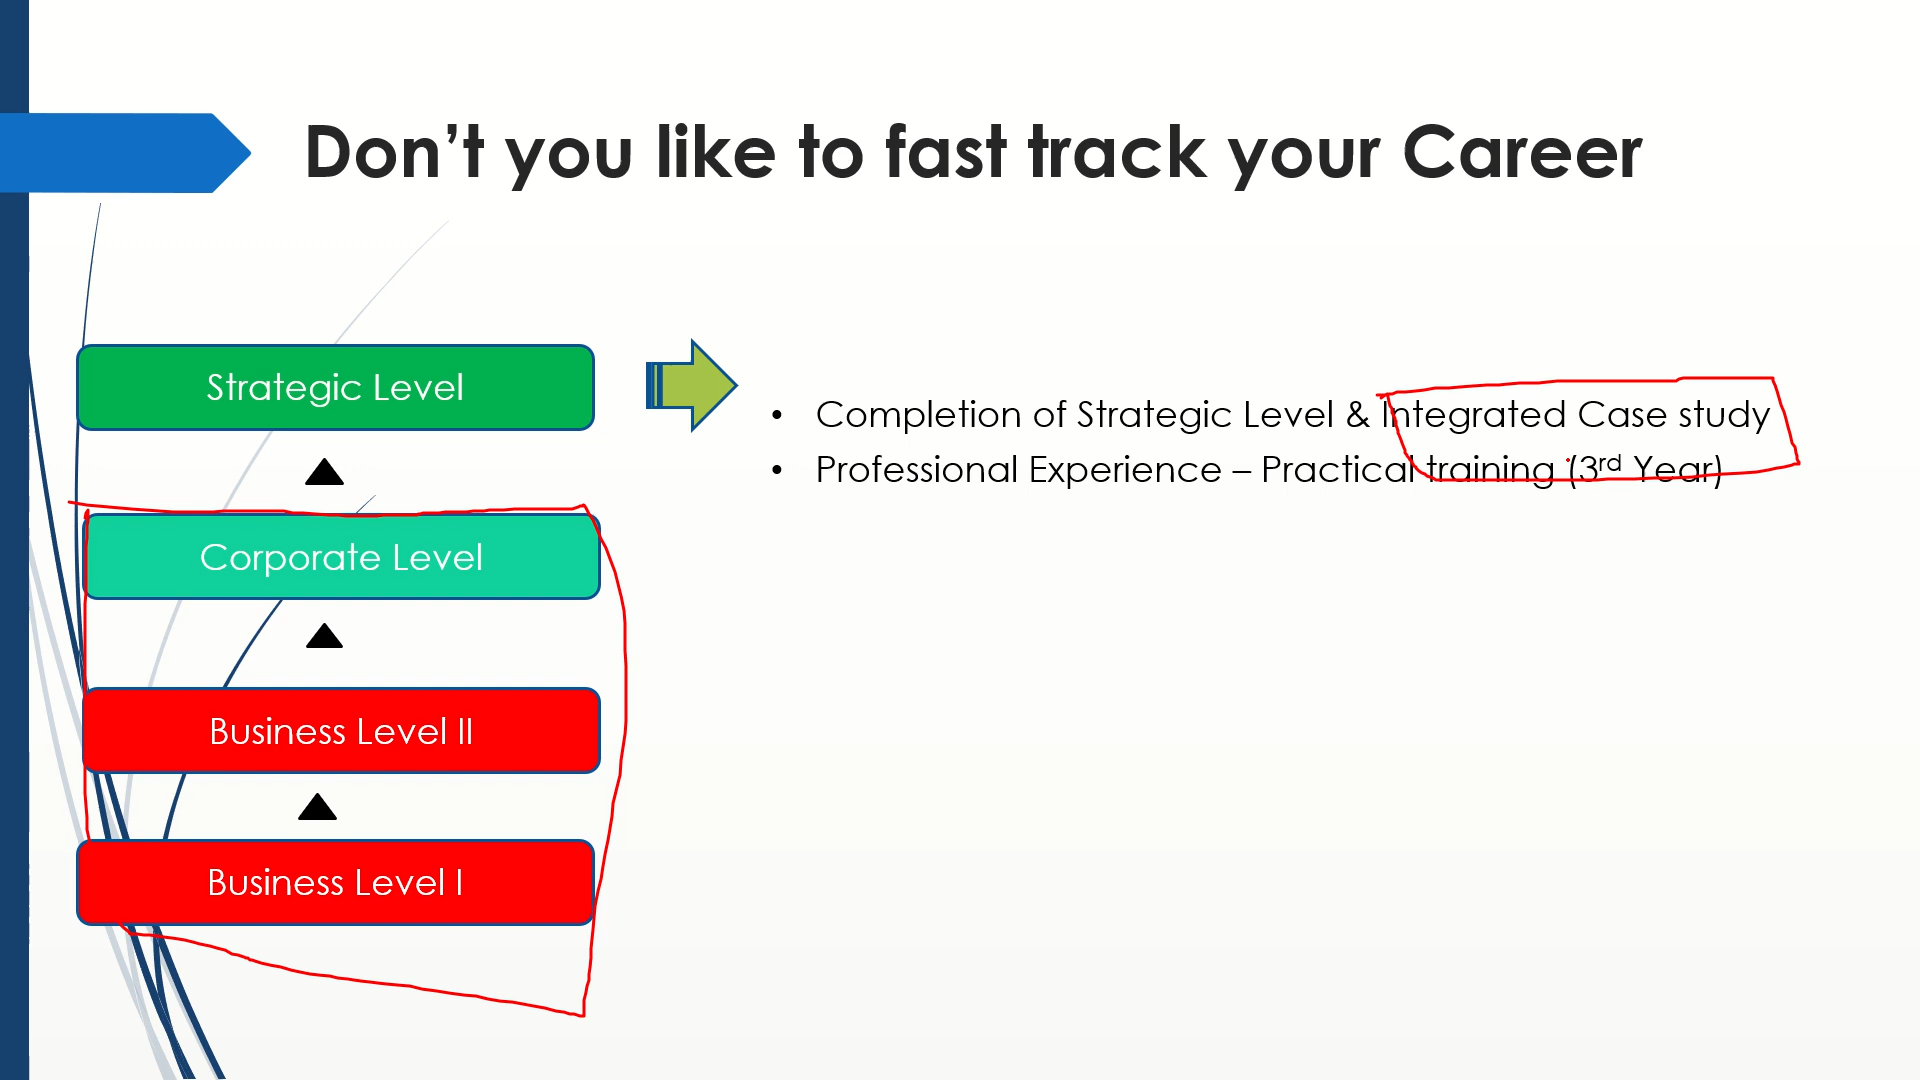 Don’t you like to fast track your Career
Strategic Level
• Completion of Strategic Level & Integrated Case study
• Professional Experience – Practical training (3rd Year)
Corporate Level
Business Level II
Business Level I